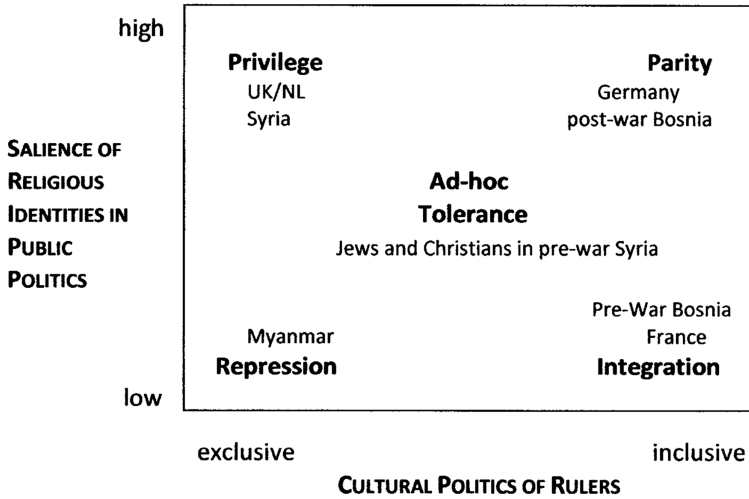 high
Privilege
Parity
UK/NL
Germany
Syria
post-war Bosnia
SALIENCE OF
RELIGIOUS
IDENTITIES IN
PUBLIC
POLITICS
Ad-hoc
Tolerance
Jews and Christians in pre-war Syria
Pre-War Bosnia
Myanmar
France
Repression
Integration
low
exclusive
inclusive
CULTURAL POLITICS OF RULERS